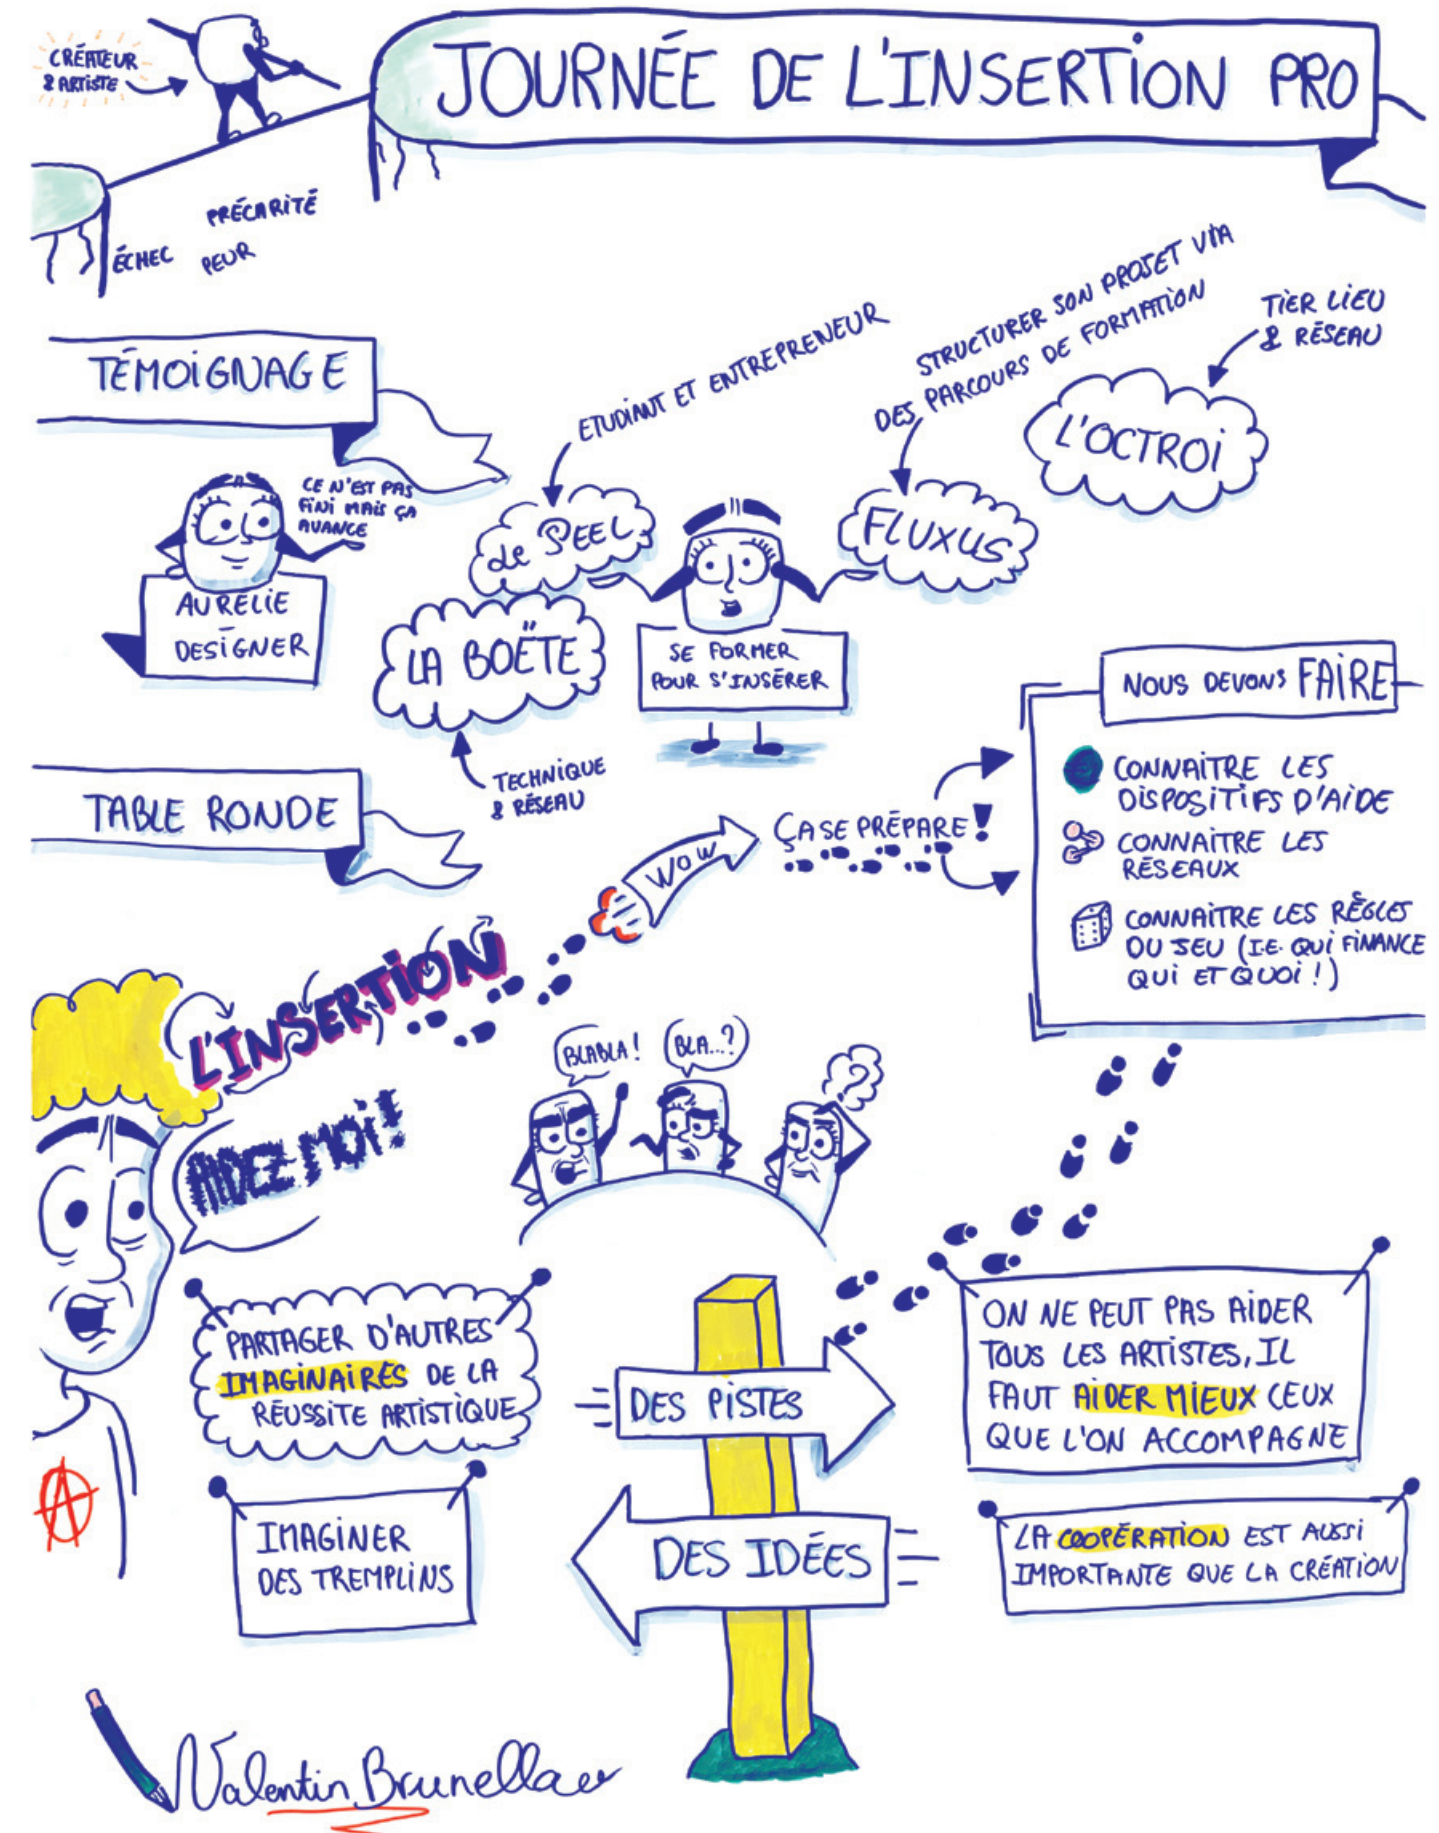 CRÉATEUR
& ARTISTE
JOURNÉE DE L'INSERTION PRO
PRÉCARITÉ
ÉCHEC
PEUR
TÉMOIGNAGE
CE N'EST PAS
FINI MAIS ÇA
AVANCE
AURELIE
DESIGNER
ETUDIANT ET ENTREPRENEUR
STRUCTURER SON PROJET VIA
DES PARCOURS DE FORMATION
TIER LIEU
& RÉSEAU
L'OCTROI
Le PEEL
FLUXUS
LA BOËTE
SE FORMER
POUR S'INSÉRER
TECHNIQUE
& RÉSEAU
TABLE RONDE
WOW
ÇA SE PRÉPARE !
NOUS DEVONS FAIRE
CONNAÎTRE LES
DISPOSITIFS D'AIDE
CONNAÎTRE LES
RÉSEAUX
CONNAÎTRE LES RÈGLES
DU JEU (I.E. QUI FINANCE
QUI ET QUOI !)
L'INSERTION
AIDEZ-MOI !
BLABLA !
BLA...?
?
PARTAGER D'AUTRES
IMAGINAIRES DE LA
RÉUSSITE ARTISTIQUE
IMAGINER
DES TREMPLINS
DES PISTES
DES IDÉES
ON NE PEUT PAS AIDER
TOUS LES ARTISTES, IL
FAUT AIDER MIEUX CEUX
QUE L'ON ACCOMPAGNE
LA COOPÉRATION EST AUSSI
IMPORTANTE QUE LA CRÉATION
A
Valentin Brunella